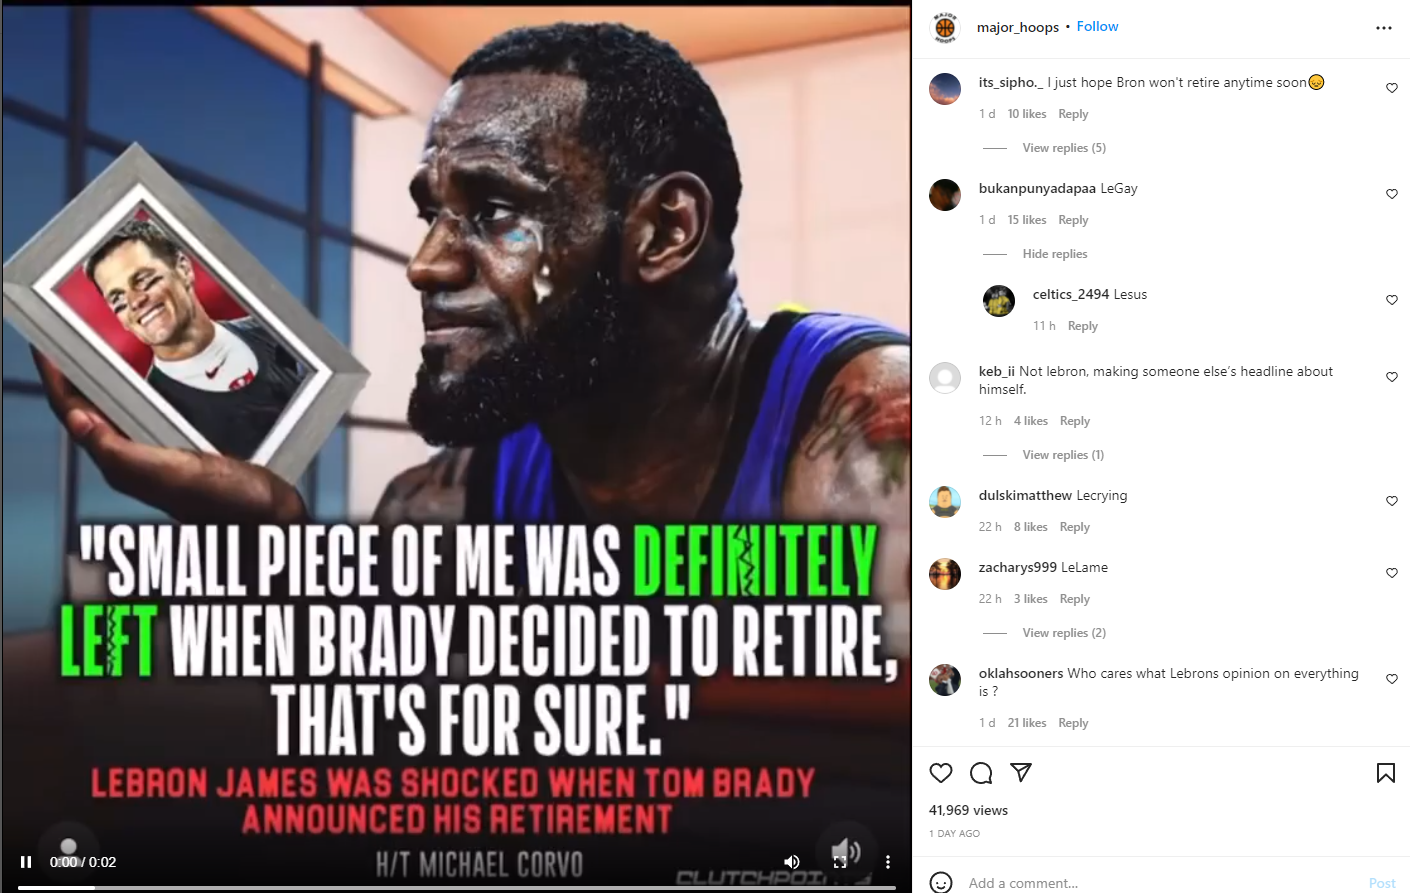 major_hoops • Follow
its_sipho._ I just hope Bron won't retire anytime soon😞
1 d 10 likes Reply
View replies (5)
bukanpunyadapaa LeGay
1 d 15 likes Reply
Hide replies
celtics_2494 Lesus
11 h Reply
keb_ii Not lebron, making someone else's headline about
himself.
12 h 4 likes Reply
View replies (1)
dulskimatthew Lecrying
22 h 8 likes Reply
zacharys999 LeLame
22 h 3 likes Reply
View replies (2)
oklahsooners Who cares what Lebrons opinion on everything
is ?
1 d 21 likes Reply
41,969 views
1 DAY AGO
Add a comment...
Post
"SMALL PIECE OF ME WAS DEFINITELY
LEFT WHEN BRADY DECIDED TO RETIRE,
THAT'S FOR SURE."
LEBRON JAMES WAS SHOCKED WHEN TOM BRADY
ANNOUNCED HIS RETIREMENT
0:00 / 0:02
H/T MICHAEL CORVO